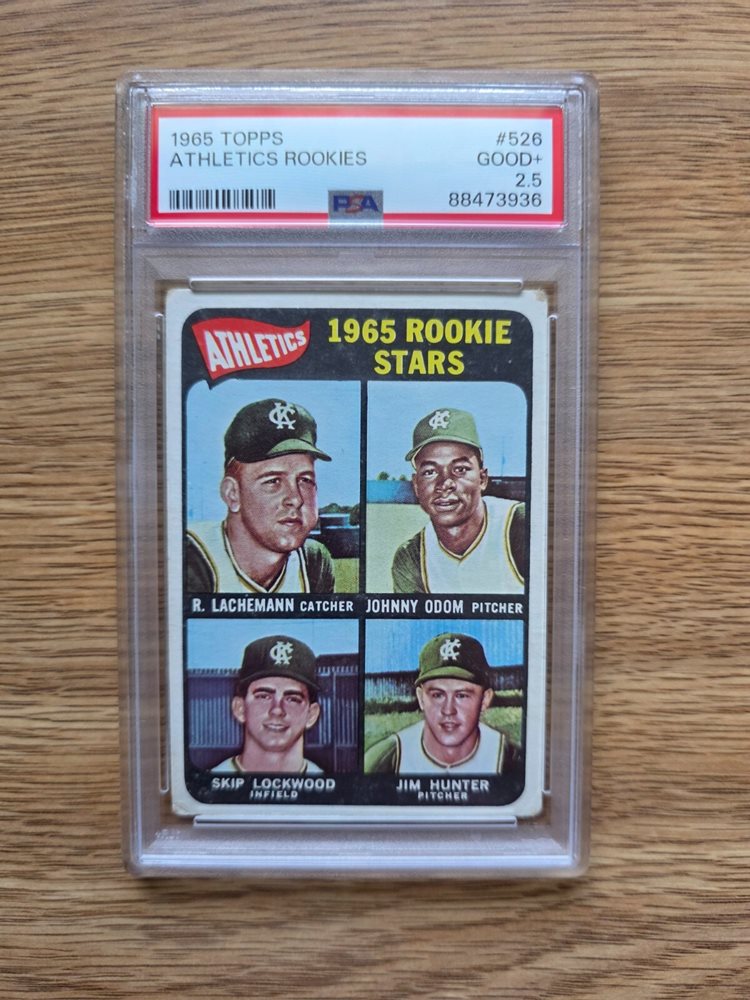 1965 TOPPS
ATHLETICS ROOKIES
#526
GOOD+
2.5
88473936
PSA
ATHLETICS
1965 ROOKIE
STARS
KC
KC
R. LACHEMANN CATCHER
JOHNNY ODOM PITCHER
KC
KC
SKIP LOCKWOOD
INFIELD
JIM HUNTER
PITCHER